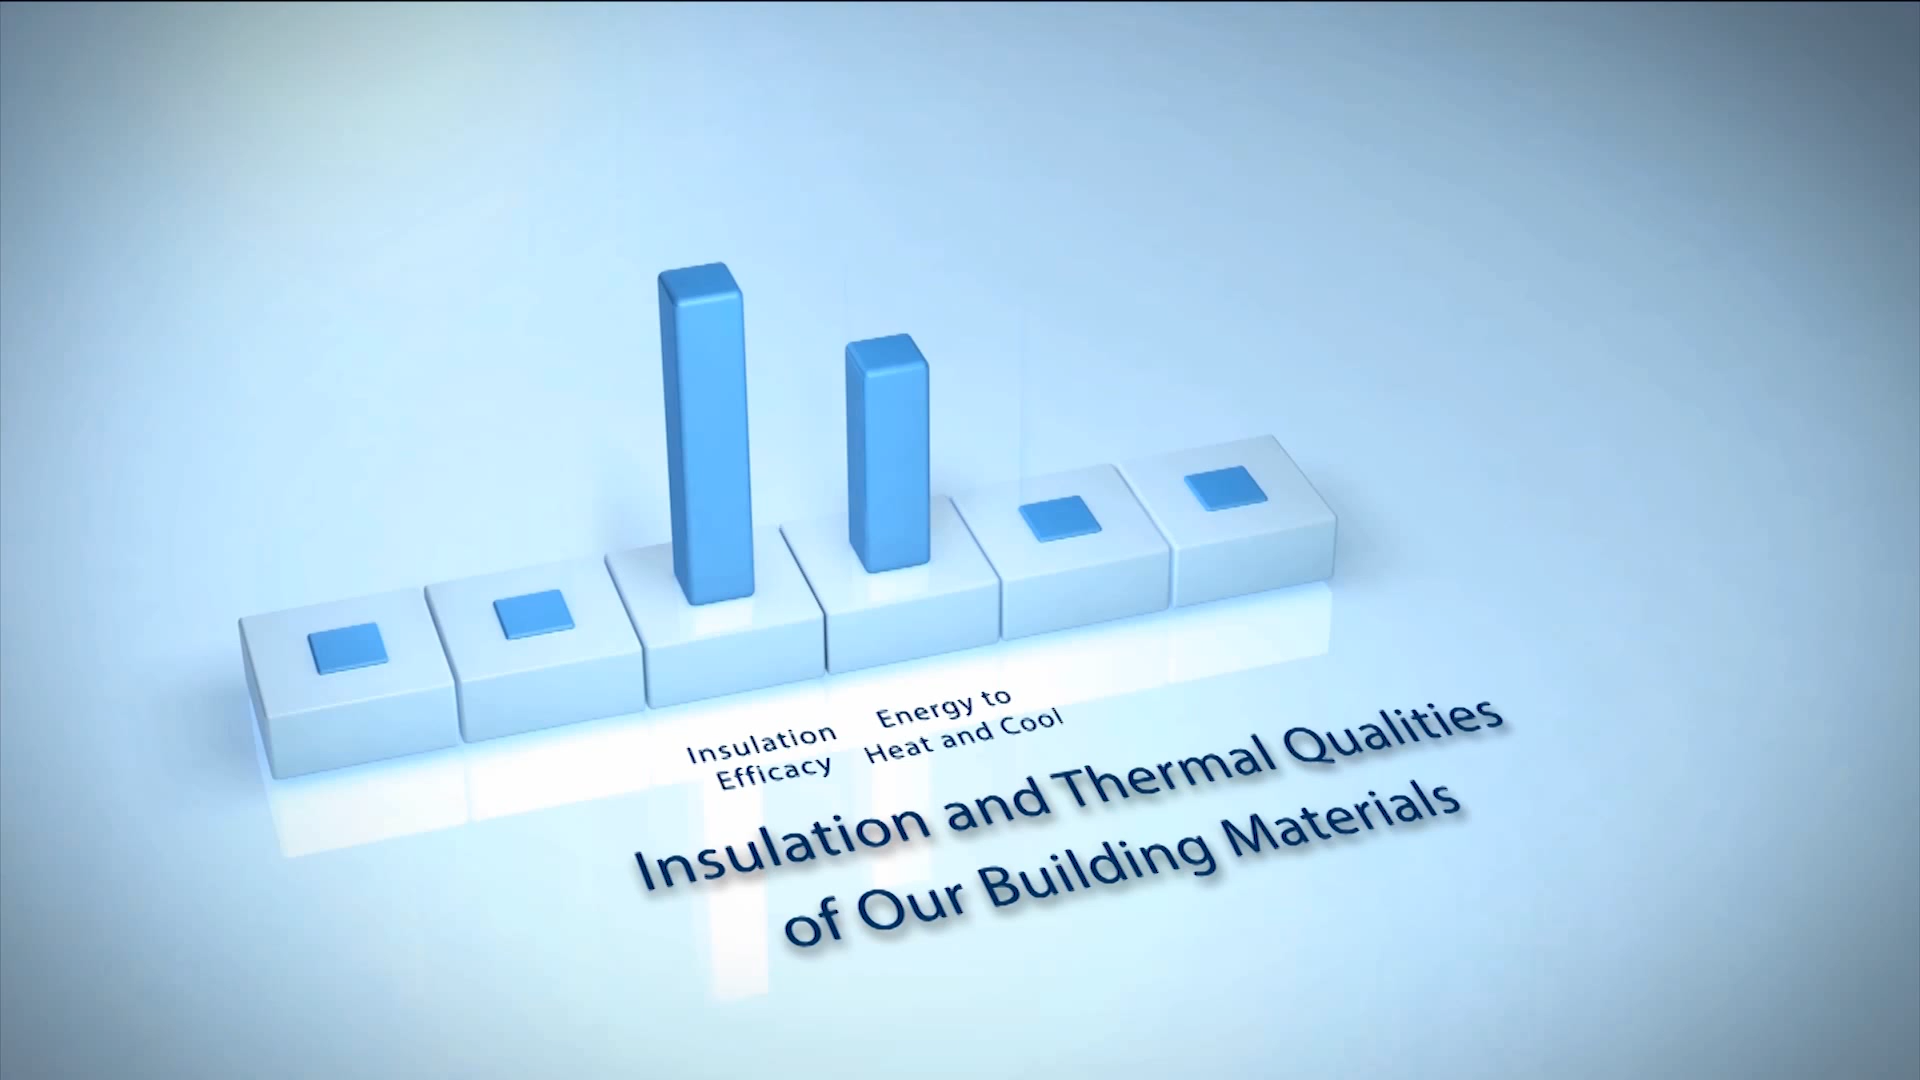 Insulation
Efficacy
Energy to
Heat and Cool
Insulation and Thermal Qualities
of Our Building Materials